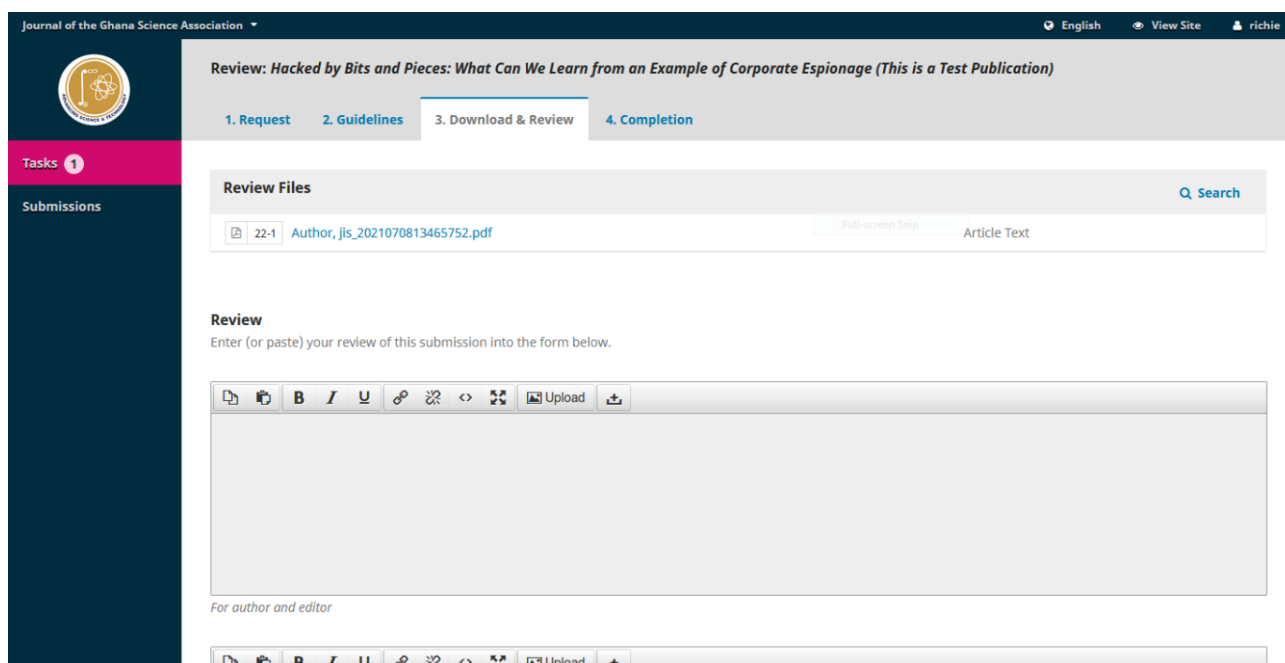 Journal of the Ghana Science Association
English
View Site
richie
Review: Hacked by Bits and Pieces: What Can We Learn from an Example of Corporate Espionage (This is a Test Publication)
1. Request
2. Guidelines
3. Download & Review
4. Completion
Tasks 1
Submissions
Review Files
Search
22-1 Author, jis_2021070813465752.pdf
Full-screen Snip
Article Text
Review
Enter (or paste) your review of this submission into the form below.
B I U Upload
For author and editor
B I U Upload